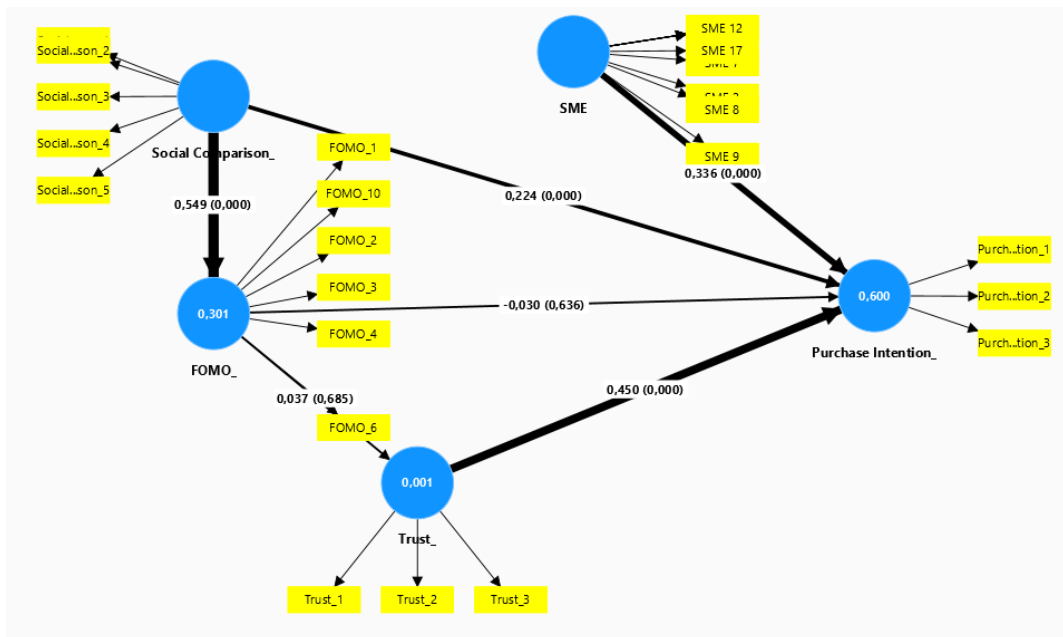 Social...son_2
Social...son_3
Social...son_4
Social...son_5
Social Comparison_
SME 12
SME 17
SME 8
SME 9
SME
0,336 (0,000)
FOMO_1
FOMO_10
FOMO_2
FOMO_3
FOMO_4
0,549 (0,000)
0,224 (0,000)
0,301
FOMO_
-0,030 (0,636)
0,600
Purchase Intention_
Purch...tion_1
Purch...tion_2
Purch...tion_3
0,037 (0,685)
FOMO_6
0,450 (0,000)
0,001
Trust_
Trust_1
Trust_2
Trust_3